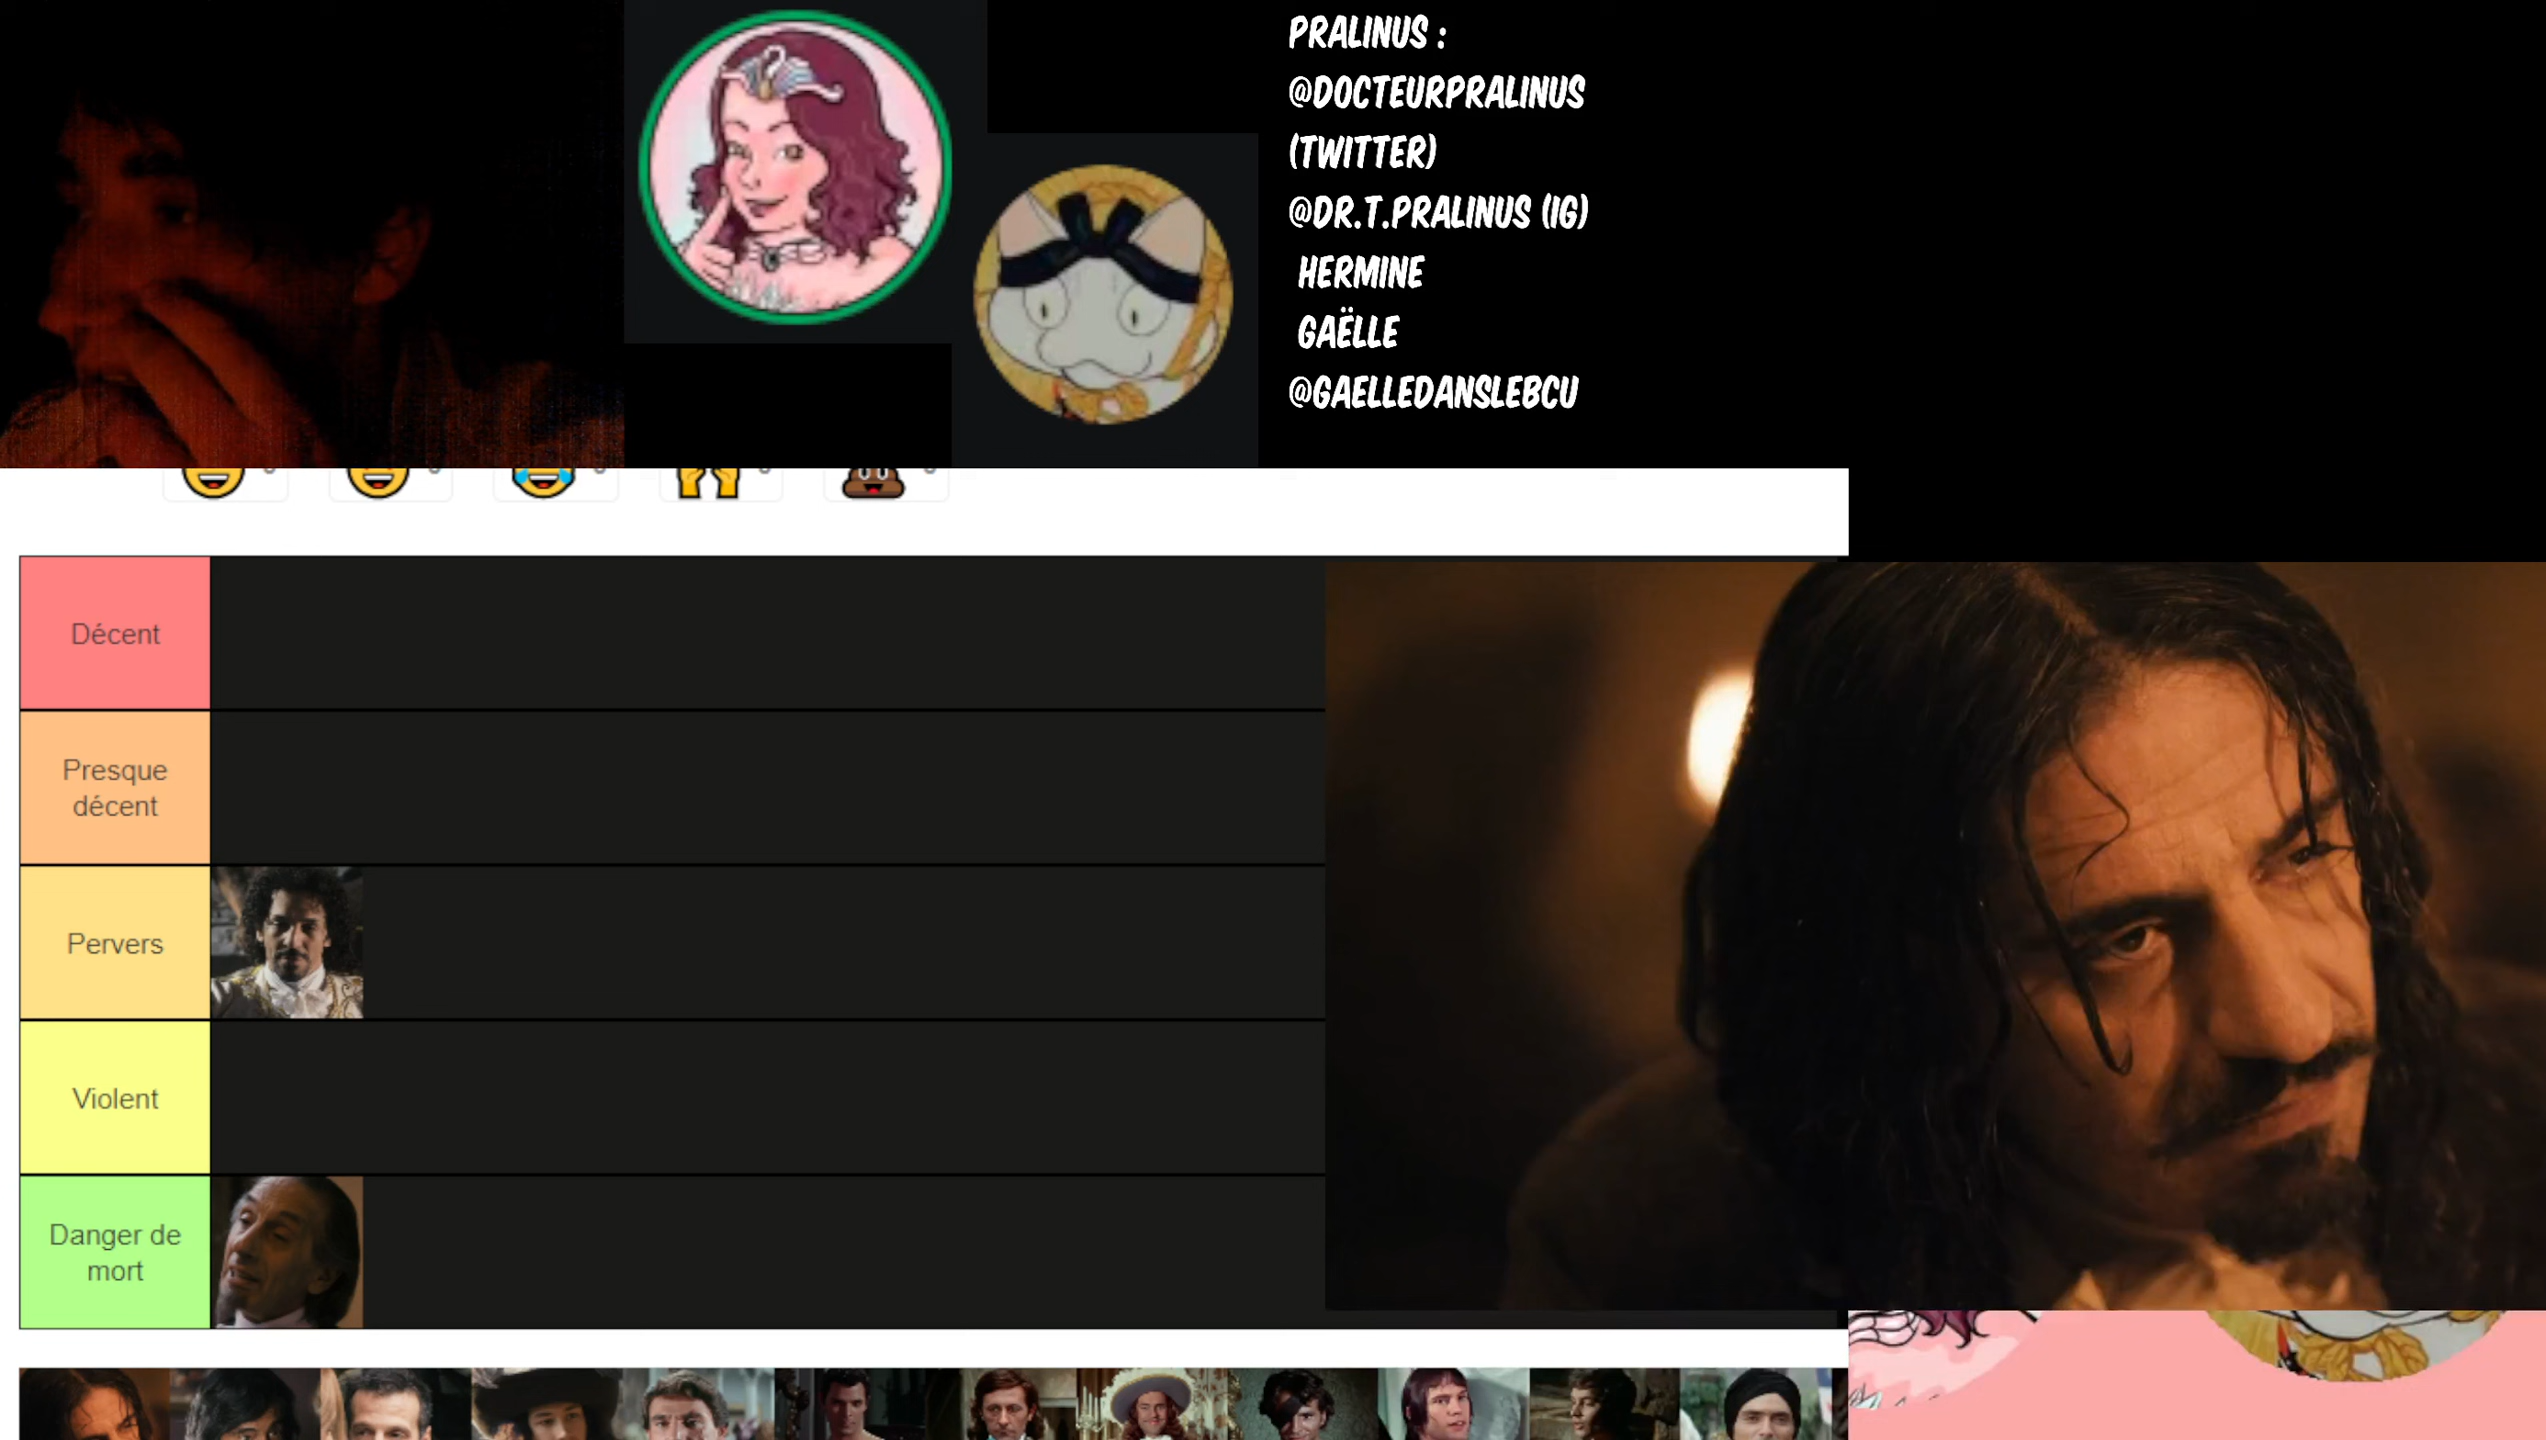 PRALINUS :
@DOCTEURPRALINUS
(TWITTER)
@DR.T.PRALINUS (IG)
HERMINE
GAËLLE
@GAELLEDANSLEBCU
Décent
Presque
décent
Pervers
Violent
Danger de
mort